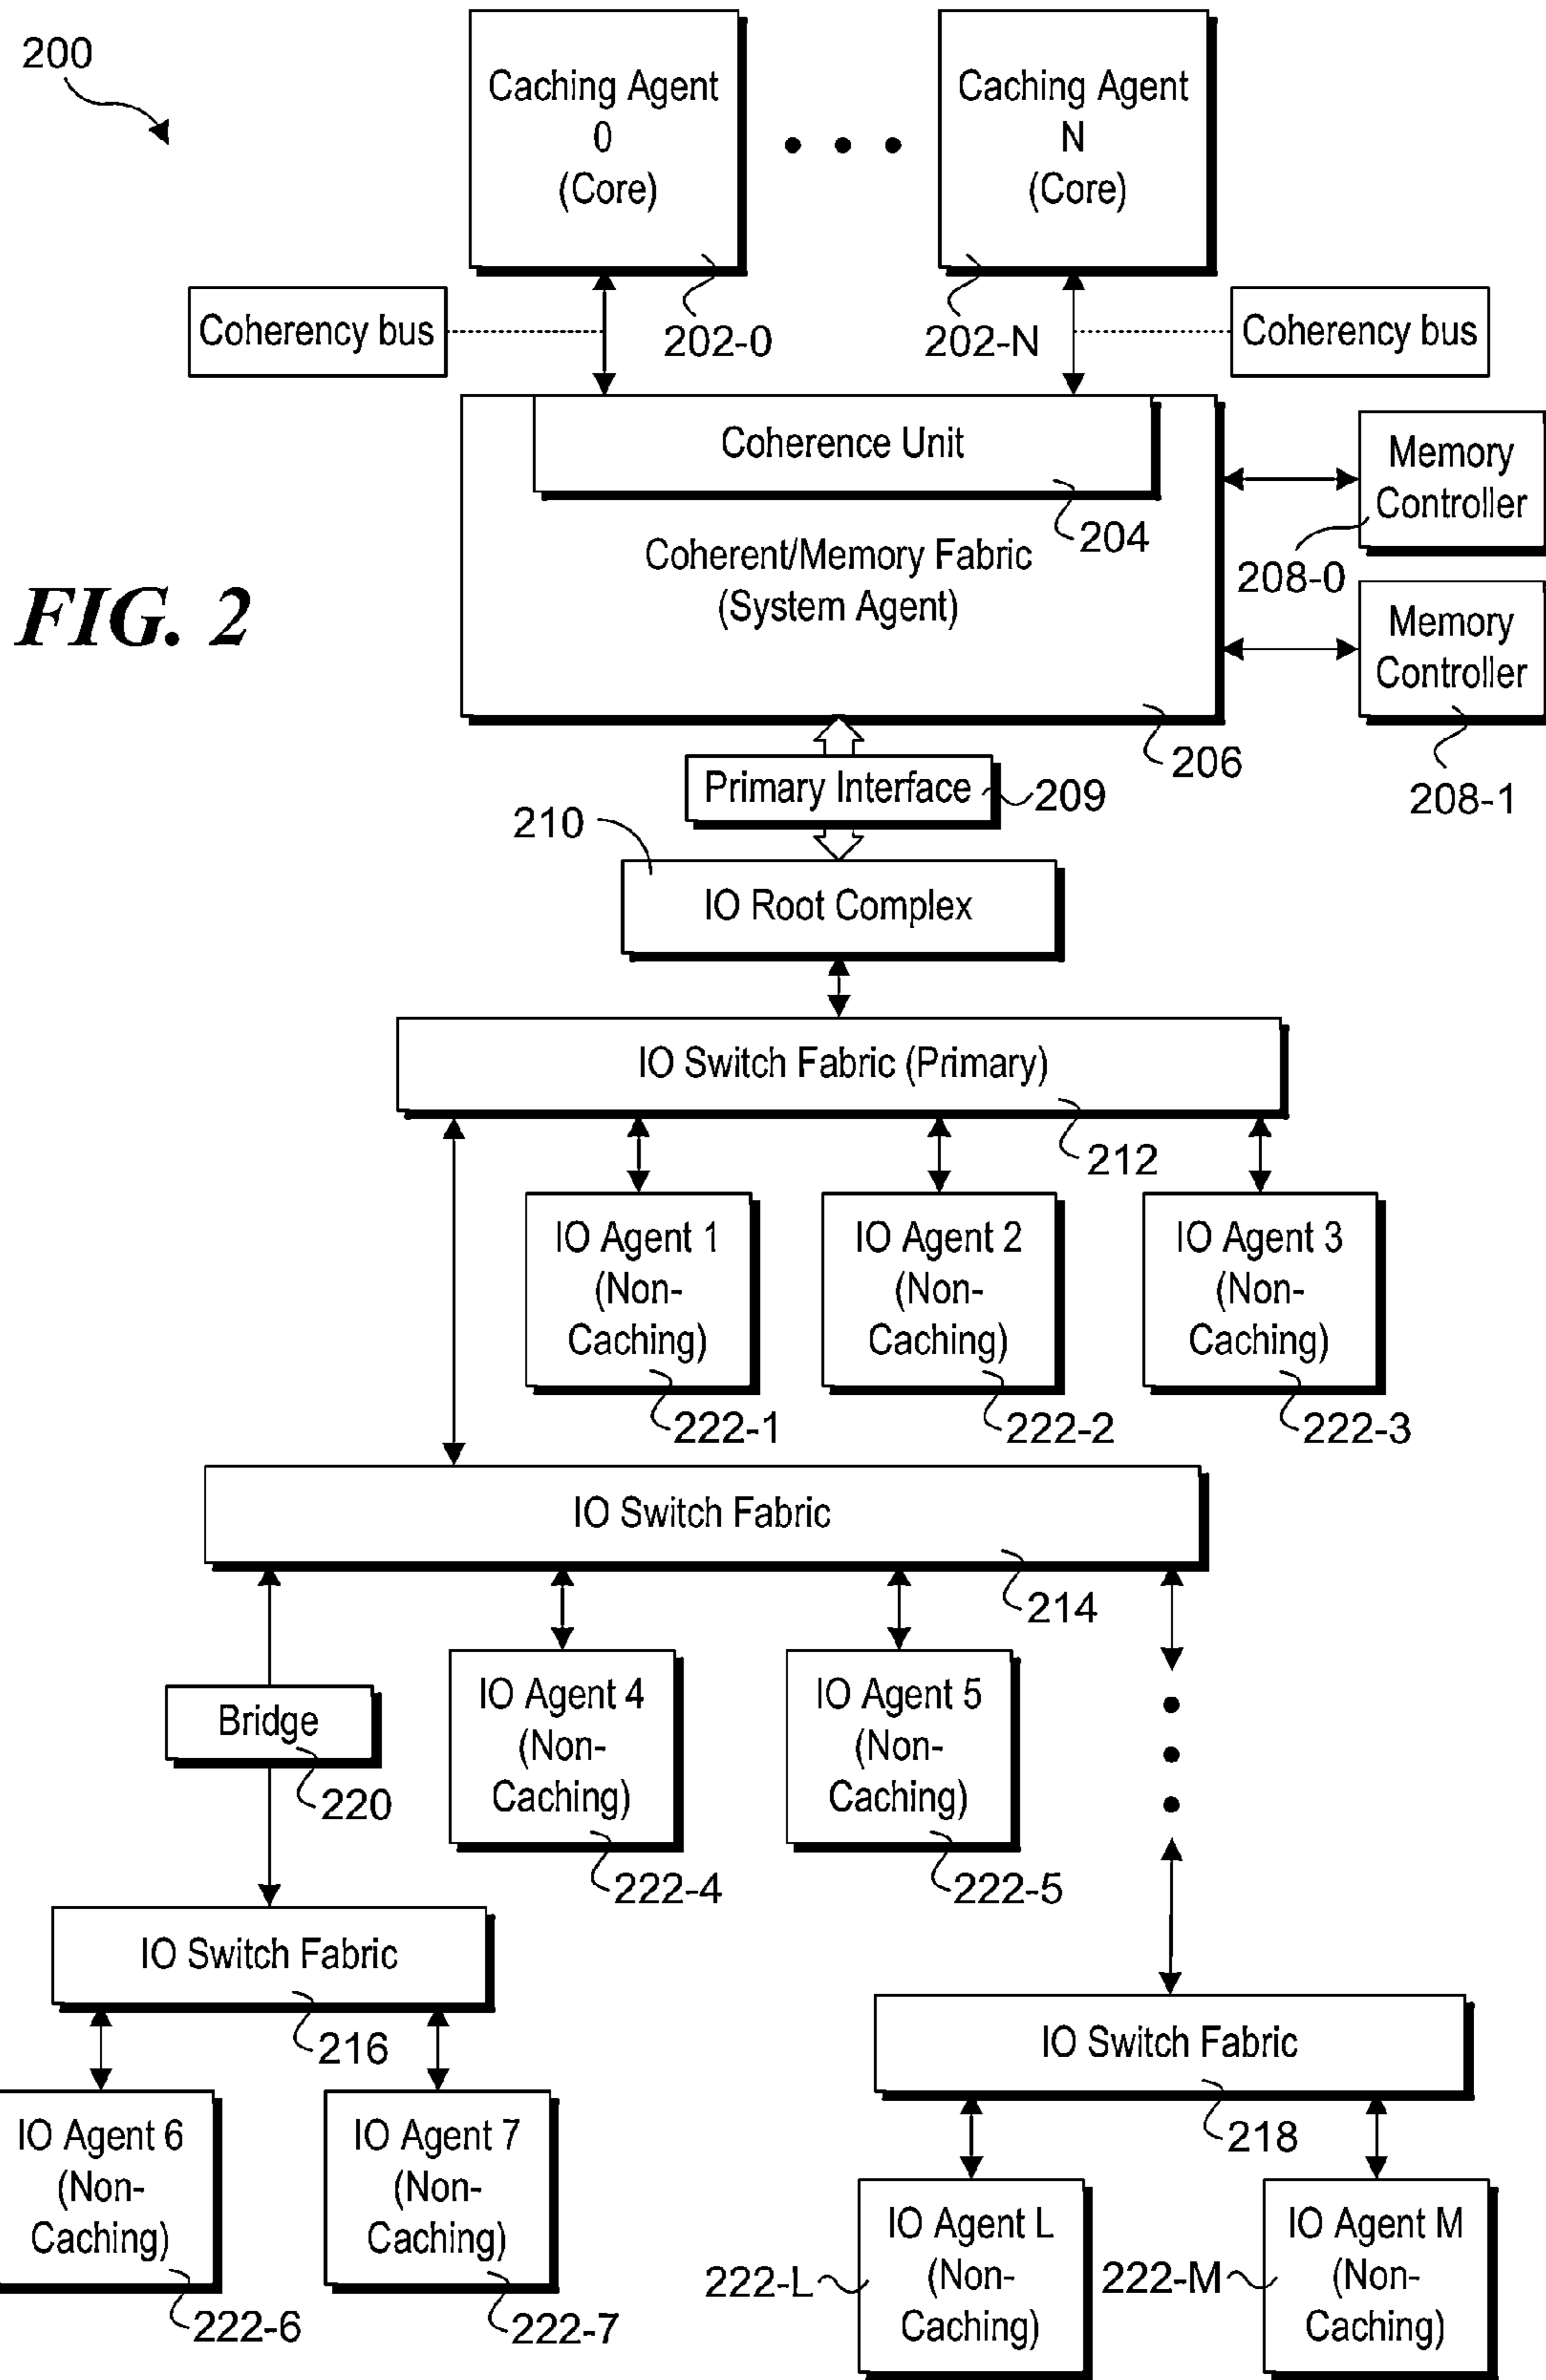 200
Caching Agent
0
(Core)
Caching Agent
N
(Core)
Coherency bus
202-0
202-N
Coherency bus
Coherence Unit
204
Memory
Controller
208-0
Coherent/Memory Fabric
(System Agent)
FIG. 2
Memory
Controller
208-1
206
Primary Interface
209
210
IO Root Complex
IO Switch Fabric (Primary)
212
IO Agent 1
(Non-
Caching)
222-1
IO Agent 2
(Non-
Caching)
222-2
IO Agent 3
(Non-
Caching)
222-3
IO Switch Fabric
214
Bridge
220
IO Agent 4
(Non-
Caching)
222-4
IO Agent 5
(Non-
Caching)
222-5
IO Switch Fabric
216
IO Switch Fabric
218
IO Agent 6
(Non-
Caching)
222-6
IO Agent 7
(Non-
Caching)
222-7
IO Agent L
(Non-
Caching)
222-L
IO Agent M
(Non-
Caching)
222-M